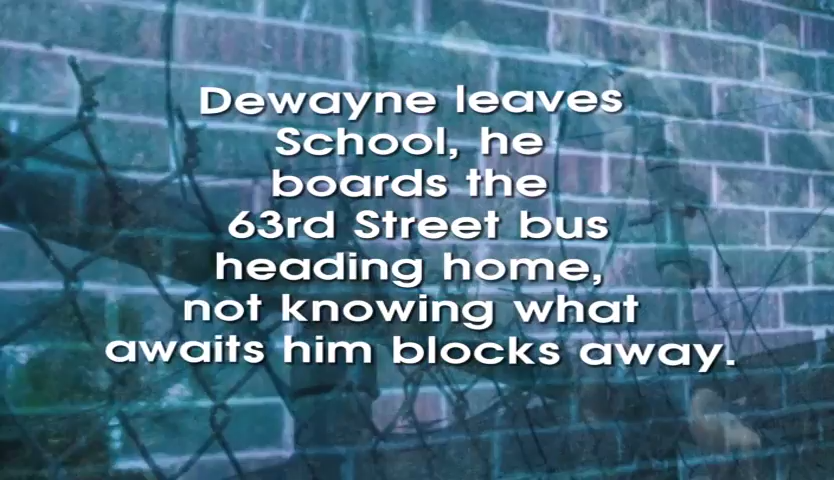 Dewayne leaves
School, he
boards the
63rd Street bus
heading home,
not knowing what
awaits him blocks away.